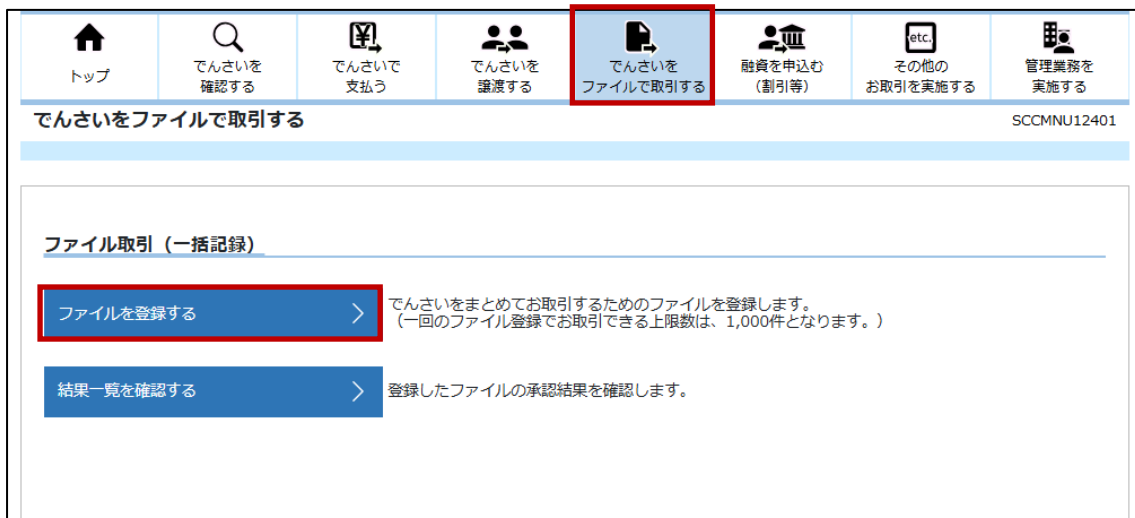 トップ
でんさいを
確認する
でんさいで
支払う
でんさいを
譲渡する
でんさいを
ファイルで取引する
融資を申込む
(割引等)
etc.
その他の
お取引を実施する
管理業務を
実施する
でんさいをファイルで取引する
SCCMNU12401
ファイル取引（一括記録）
ファイルを登録する
でんさいをまとめてお取引するためのファイルを登録します。
（一回のファイル登録でお取引できる上限数は、1,000件となります。）
結果一覧を確認する
登録したファイルの承認結果を確認します。